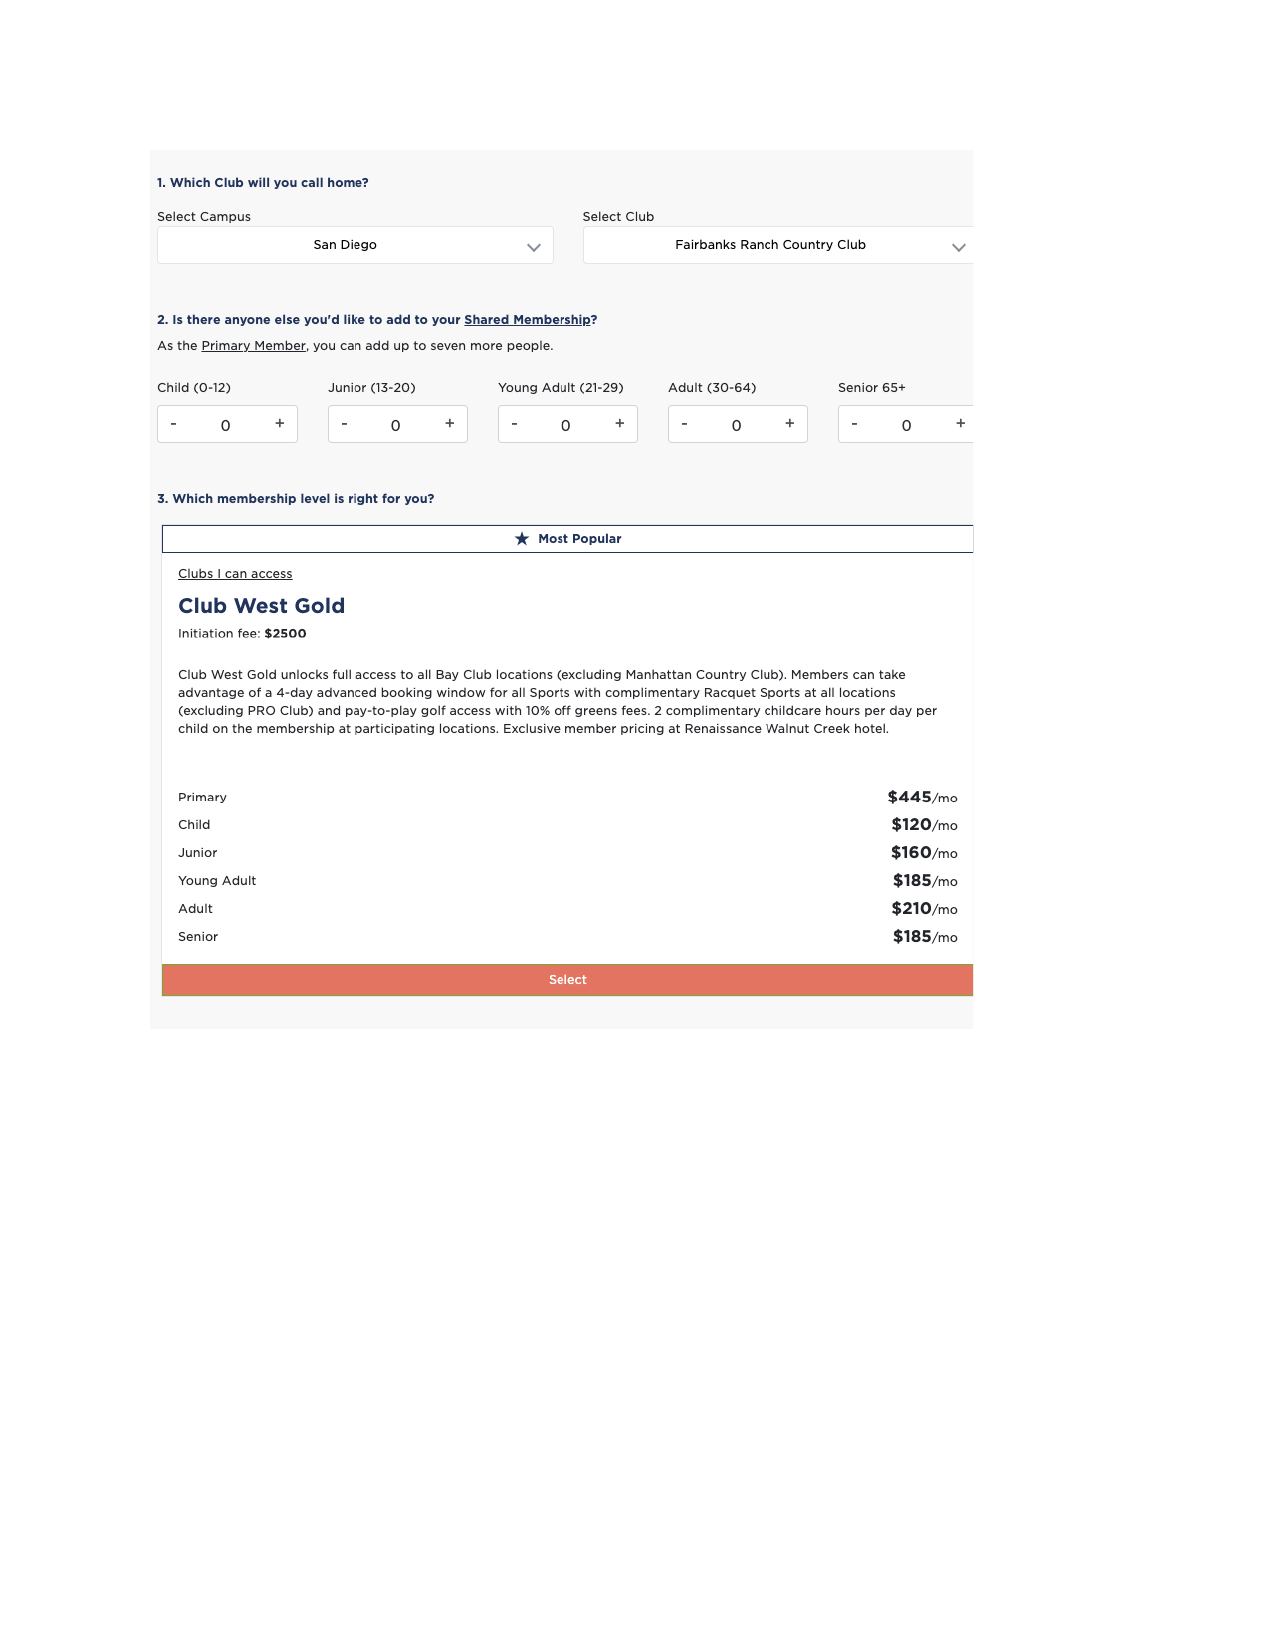 1. Which Club will you call home?
Select Campus
Select Club
San Diego
Fairbanks Ranch Country Club
2. Is there anyone else you'd like to add to your Shared Membership?
As the Primary Member, you can add up to seven more people.
Child (0-12)
Junior (13-20)
Young Adult (21-29)
Adult (30-64)
Senior 65+
- 0 +
- 0 +
- 0 +
- 0 +
- 0 +
3. Which membership level is right for you?
★ Most Popular
Clubs I can access
Club West Gold
Initiation fee: $2500
Club West Gold unlocks full access to all Bay Club locations (excluding Manhattan Country Club). Members can take
advantage of a 4-day advanced booking window for all Sports with complimentary Racquet Sports at all locations
(excluding PRO Club) and pay-to-play golf access with 10% off greens fees. 2 complimentary childcare hours per day per
child on the membership at participating locations. Exclusive member pricing at Renaissance Walnut Creek hotel.
Primary $445/mo
Child $120/mo
Junior $160/mo
Young Adult $185/mo
Adult $210/mo
Senior $185/mo
Select